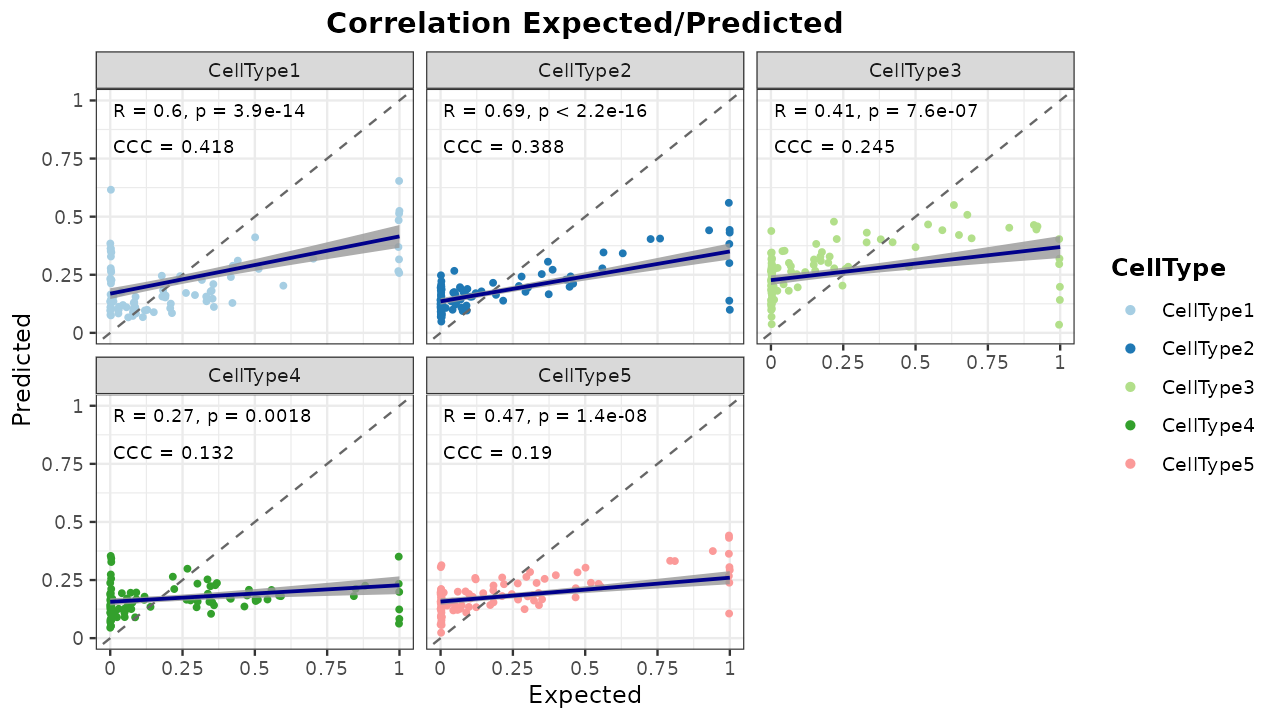 Correlation Expected/Predicted
CellType1
CellType2
CellType3
R = 0.6, p = 3.9e-14
CCC = 0.418
R = 0.69, p < 2.2e-16
CCC = 0.388
R = 0.41, p = 7.6e-07
CCC = 0.245
1
0.75
0.5
0.25
0
0
0.25
0.5
0.75
1
CellType4
CellType5
R = 0.27, p = 0.0018
CCC = 0.132
R = 0.47, p = 1.4e-08
CCC = 0.19
1
0.75
0.5
0.25
0
0
0.25
0.5
0.75
1
0
0.25
0.5
0.75
1
Predicted
Expected
CellType
CellType1
CellType2
CellType3
CellType4
CellType5